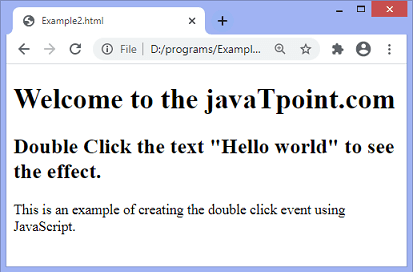 Example2.html
File | D:/programs/Exampl...
Welcome to the javaTpoint.com
Double Click the text "Hello world" to see
the effect.
This is an example of creating the double click event using
JavaScript.